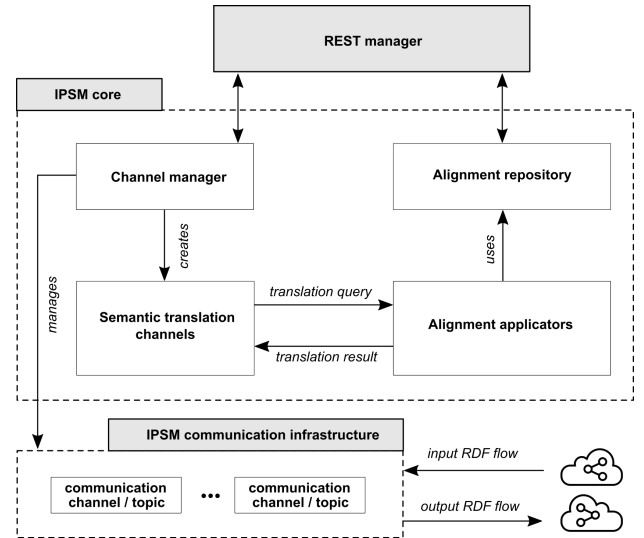 REST manager
IPSM core
Channel manager
Alignment repository
creates
uses
manages
translation query
Semantic translation
channels
Alignment applicators
translation result
IPSM communication infrastructure
input RDF flow
communication
channel / topic
•••
communication
channel / topic
output RDF flow